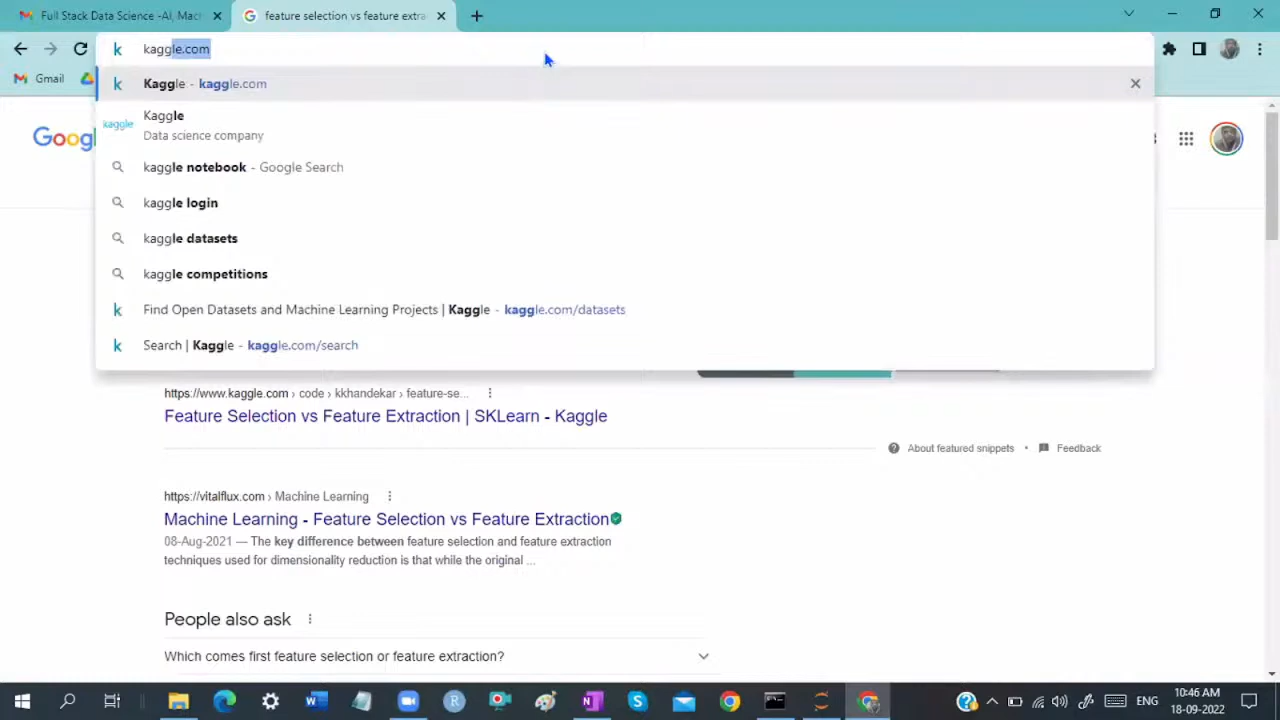 Full Stack Data Science -AI, Mach
feature selection vs feature extra
kaggle.com
Gmail
Kaggle - kaggle.com
Goog
kaggle
Kaggle
Data science company
kaggle notebook - Google Search
kaggle login
kaggle datasets
kaggle competitions
Find Open Datasets and Machine Learning Projects | Kaggle - kaggle.com/datasets
Search | Kaggle - kaggle.com/search
https://www.kaggle.com › code › kkhandekar › feature-se...
Feature Selection vs Feature Extraction | SKLearn - Kaggle
About featured snippets • Feedback
https://vitalflux.com › Machine Learning
Machine Learning - Feature Selection vs Feature Extraction
08-Aug-2021 — The key difference between feature selection and feature extraction
techniques used for dimensionality reduction is that while the original ...
People also ask
Which comes first feature selection or feature extraction?
ENG
10:46 AM
18-09-2022